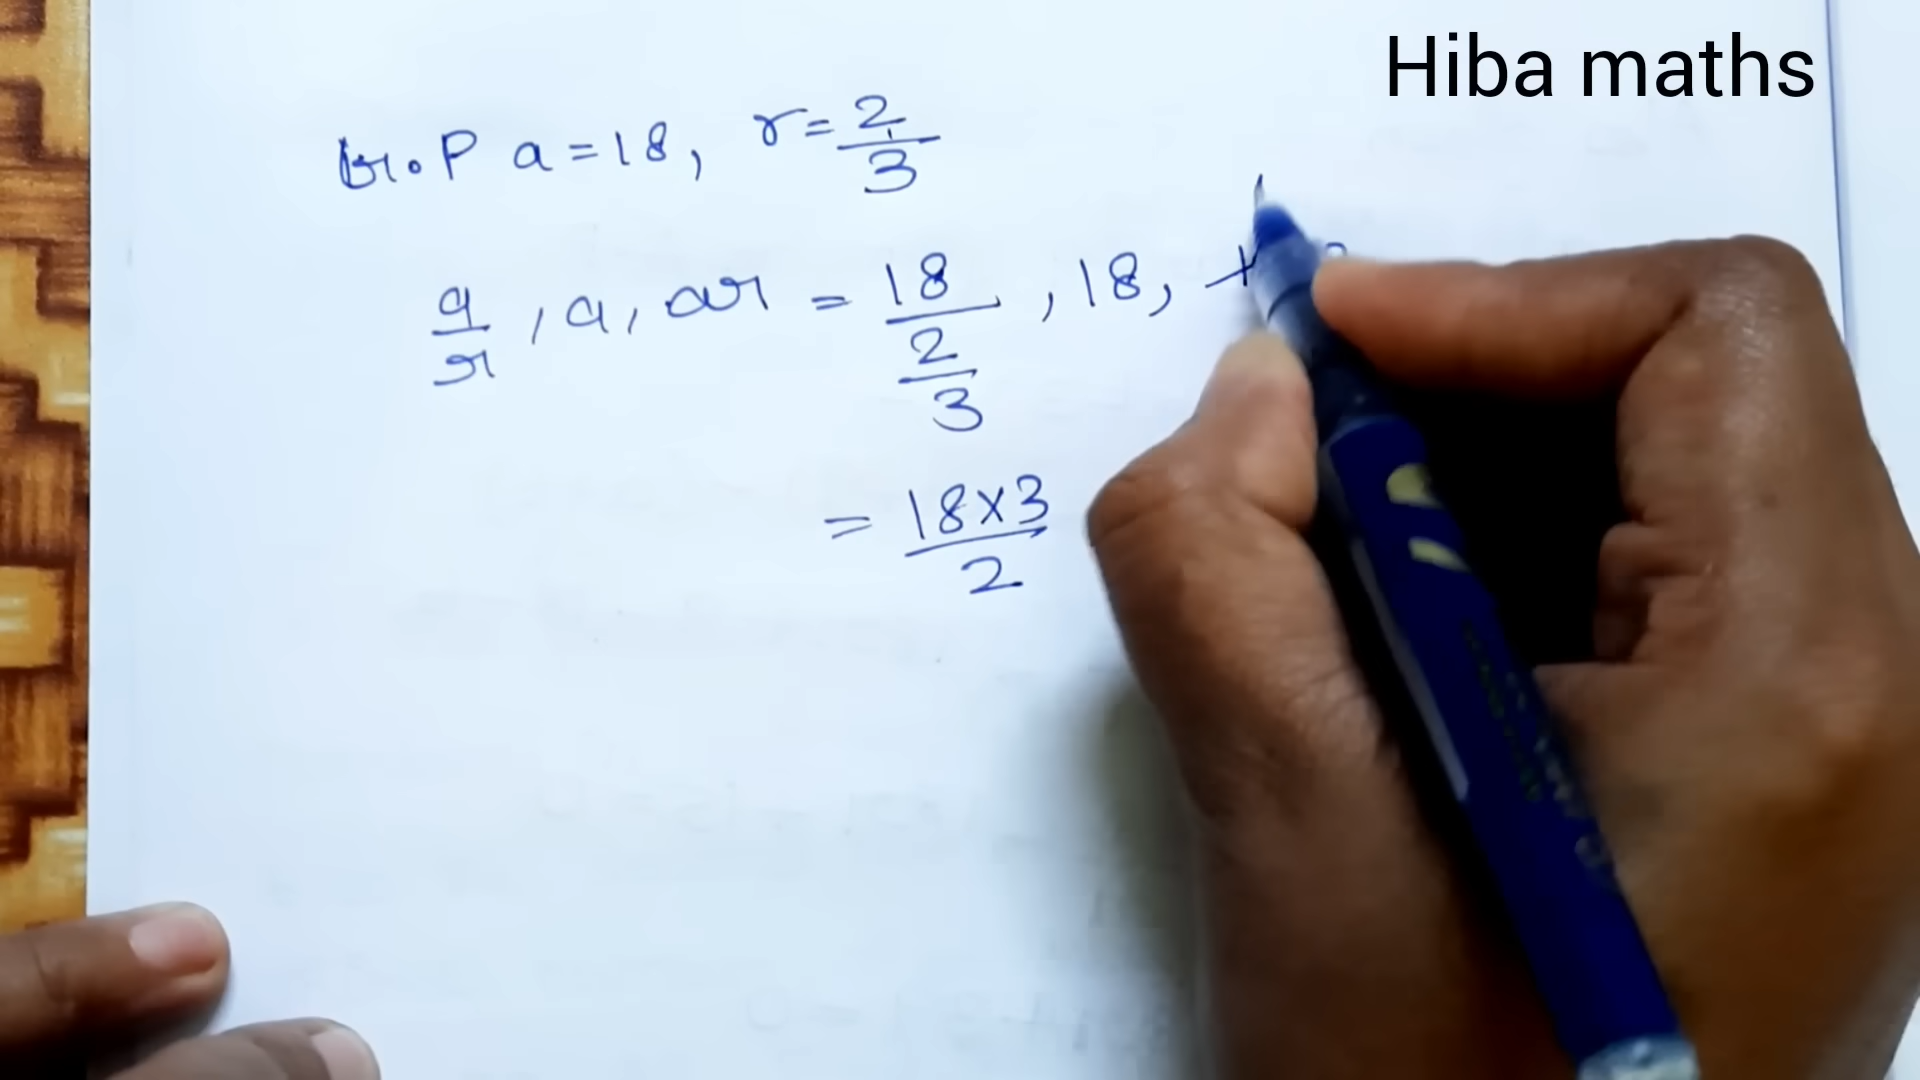 Hiba maths
G.P a=18, r=2/3
a/r, a, ar = 18/(2/3), 18,
= 18×3/2